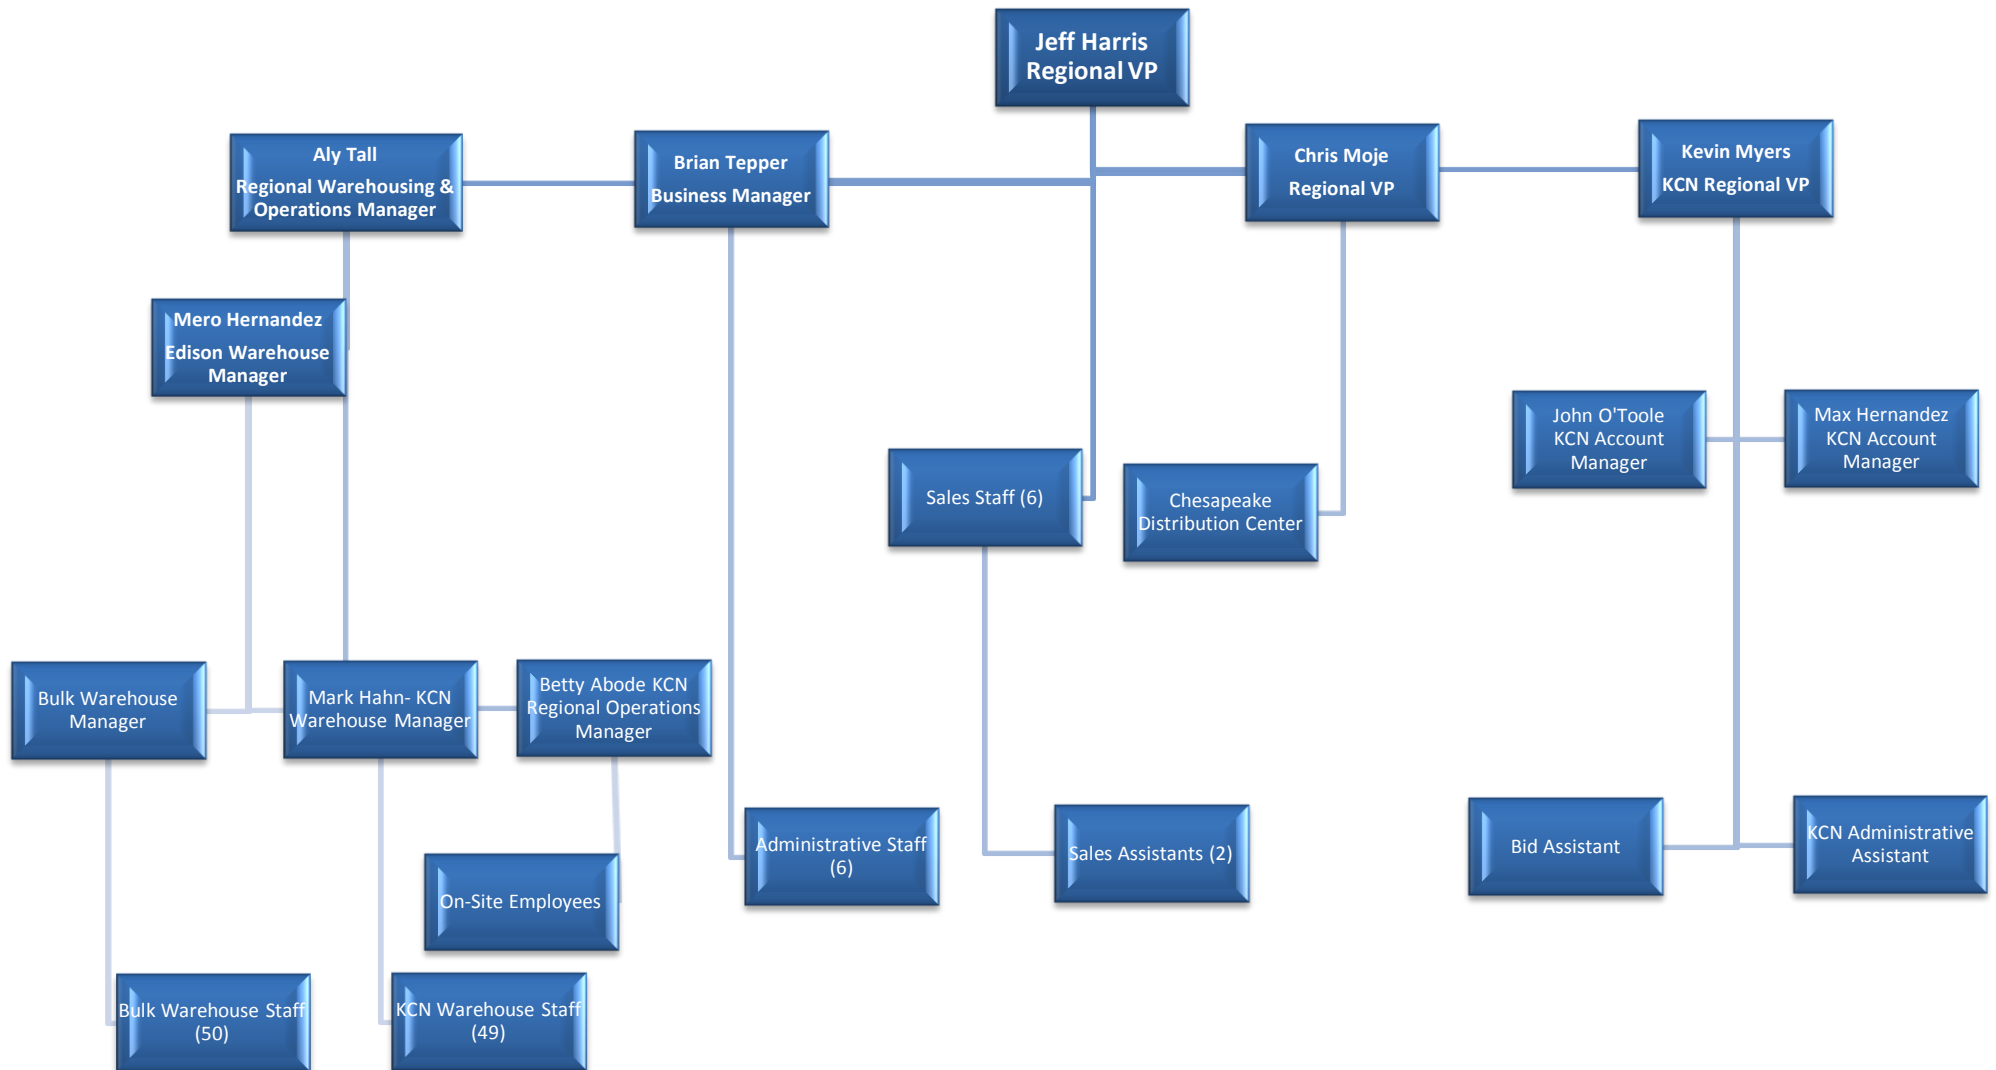 Jeff Harris
Regional VP
Aly Tall
Regional Warehousing &
Operations Manager
Brian Tepper
Business Manager
Chris Moje
Regional VP
Kevin Myers
KCN Regional VP
Mero Hernandez
Edison Warehouse
Manager
John O'Toole
KCN Account
Manager
Max Hernandez
KCN Account
Manager
Sales Staff (6)
Chesapeake
Distribution Center
Bulk Warehouse
Manager
Mark Hahn- KCN
Warehouse Manager
Betty Abode KCN
Regional Operations
Manager
Administrative Staff
(6)
Sales Assistants (2)
Bid Assistant
KCN Administrative
Assistant
On-Site Employees
Bulk Warehouse Staff
(50)
KCN Warehouse Staff
(49)